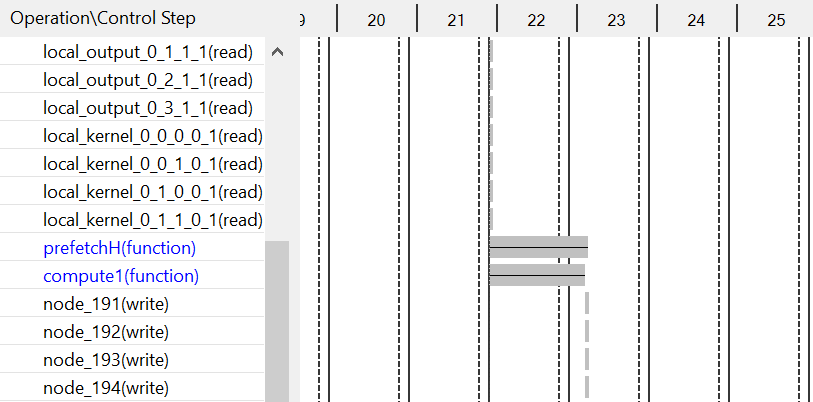 Operation\Control Step
9 20 21 22 23 24 25
local_output_0_1_1_1(read)
local_output_0_2_1_1(read)
local_output_0_3_1_1(read)
local_kernel_0_0_0_0_1(read)
local_kernel_0_0_1_0_1(read)
local_kernel_0_1_0_0_1(read)
local_kernel_0_1_1_0_1(read)
prefetchH(function)
compute1(function)
node_191(write)
node_192(write)
node_193(write)
node_194(write)